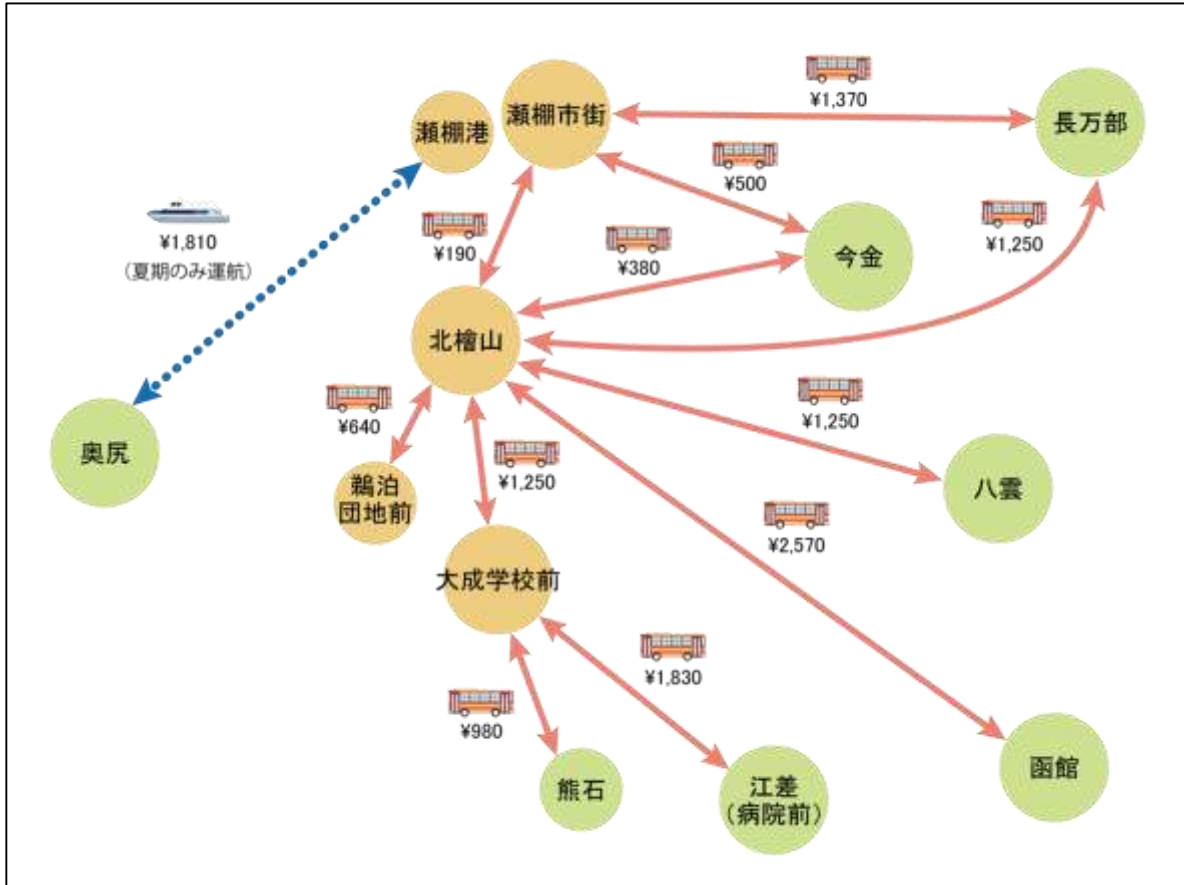 ¥1,370
瀬棚市街
長万部
瀬棚港
¥500
¥1,250
¥1,810
(夏期のみ運航)
¥190
¥380
今金
北檜山
¥640
¥1,250
¥1,250
奥尻
鵜泊
団地前
八雲
¥2,570
大成学校前
¥1,830
¥980
熊石
江差
(病院前)
函館